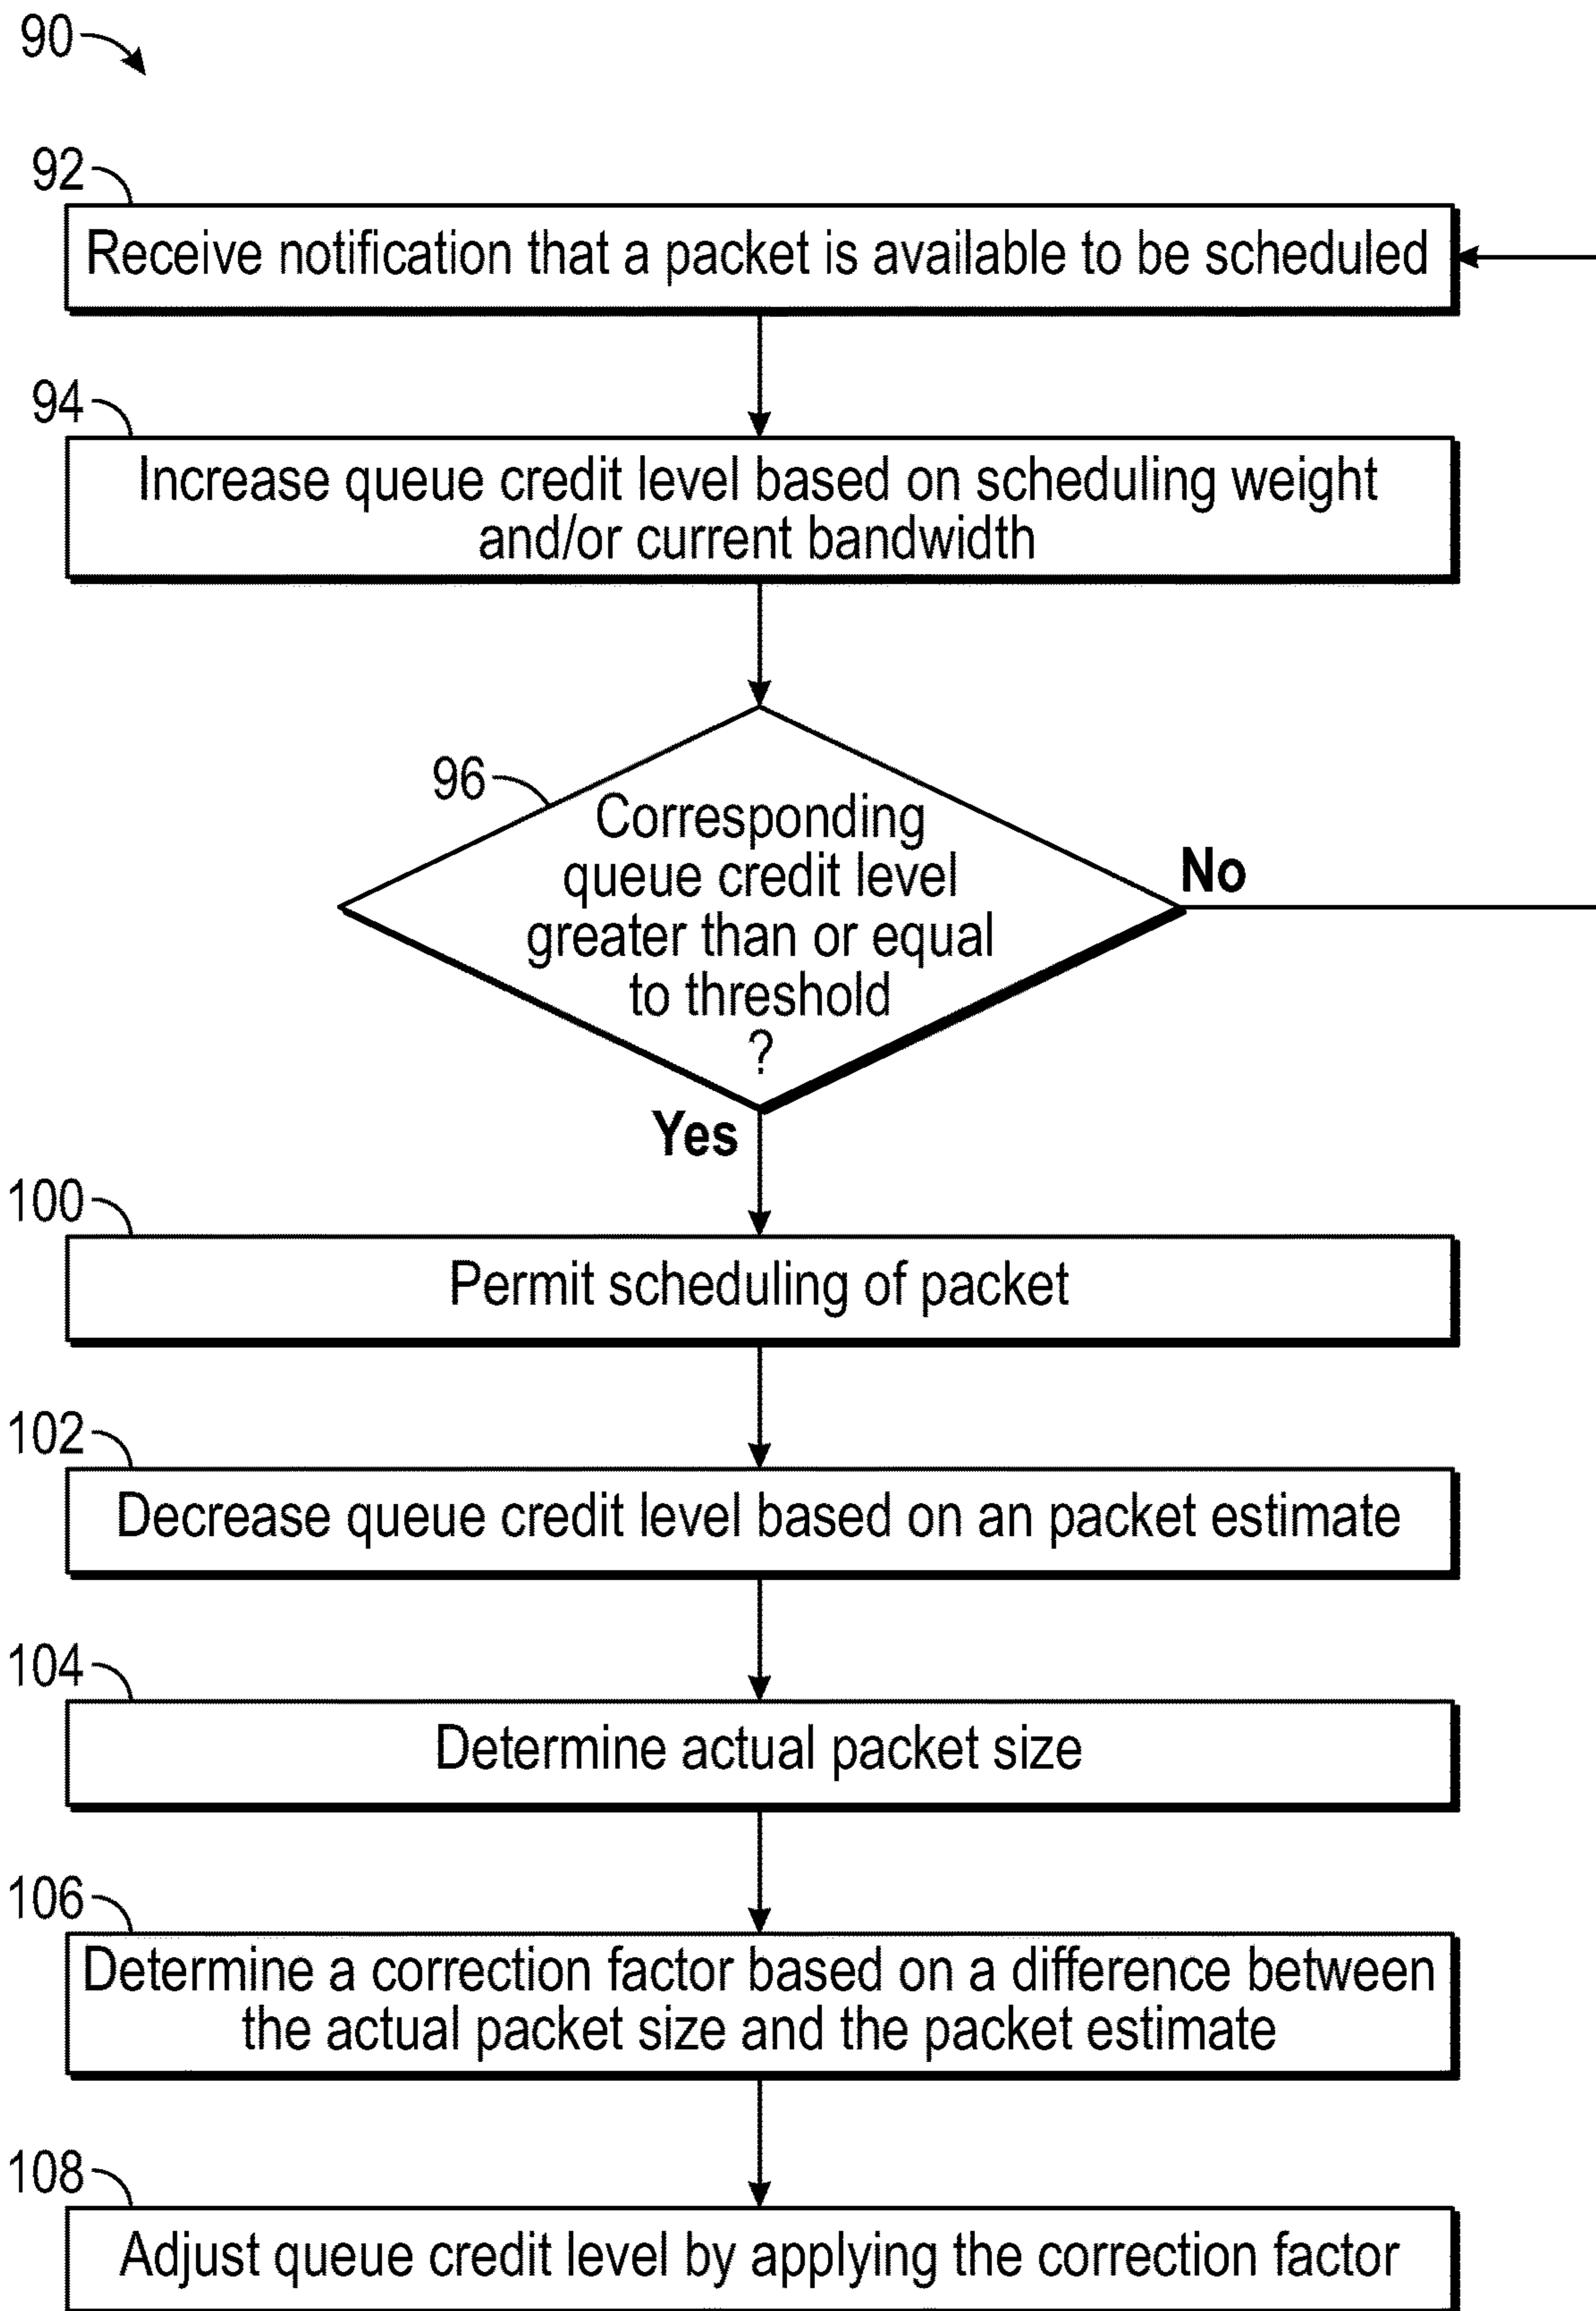 90
92
Receive notification that a packet is available to be scheduled
94
Increase queue credit level based on scheduling weight
and/or current bandwidth
96
Corresponding
queue credit level
greater than or equal
to threshold
?
No
Yes
100
Permit scheduling of packet
102
Decrease queue credit level based on an packet estimate
104
Determine actual packet size
106
Determine a correction factor based on a difference between
the actual packet size and the packet estimate
108
Adjust queue credit level by applying the correction factor